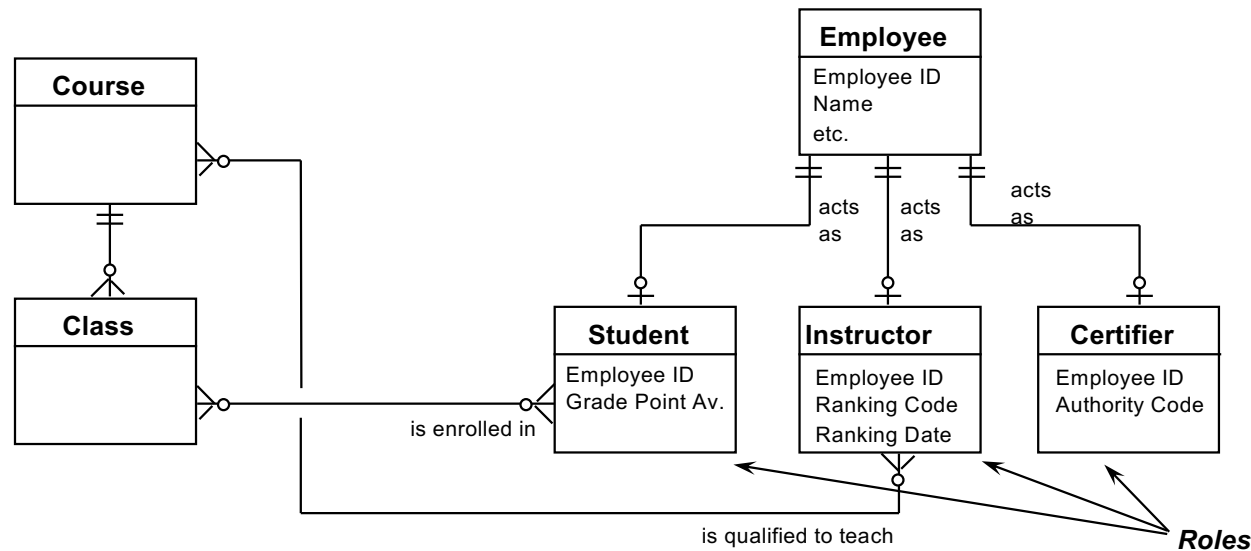 Employee
Employee ID
Name
etc.
Course
acts
as
acts
as
acts
as
Class
Student
Employee ID
Grade Point Av.
Instructor
Employee ID
Ranking Code
Ranking Date
Certifier
Employee ID
Authority Code
is enrolled in
is qualified to teach
Roles